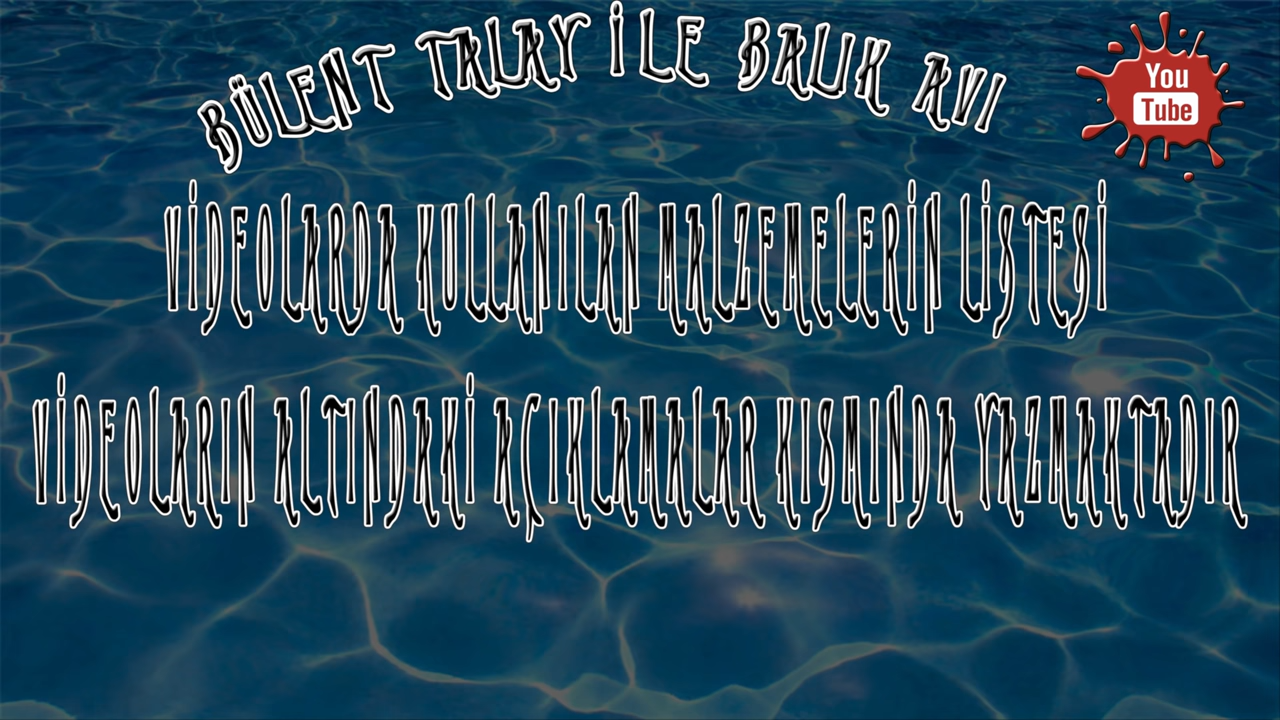 BÜLENT TALAY İLE BALIK AVI
You
Tube
VİDEOLARDA KULLANILAN MALZEMELERİN LİSTESİ
VİDEOLARIN ALTINDAKİ AÇIKLAMALAR KISMINDA YAZMAKTADIR